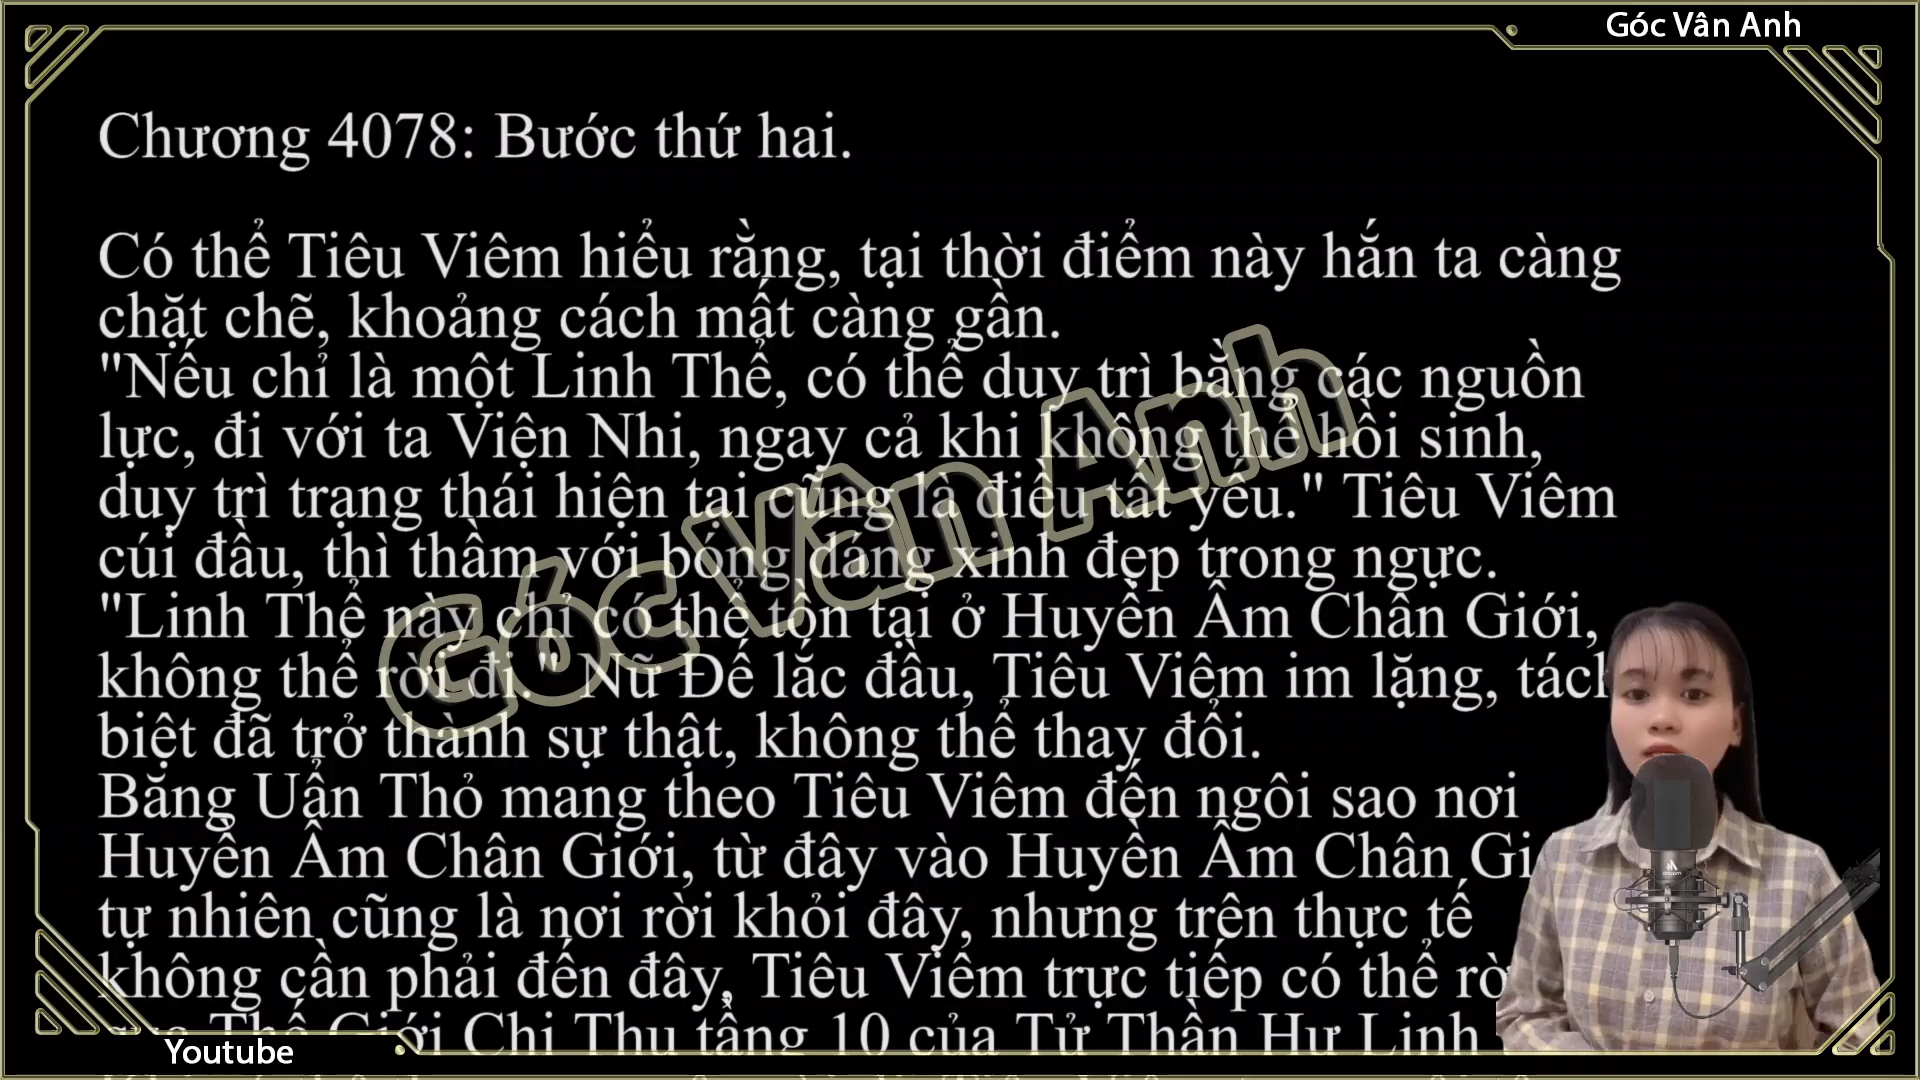 Góc Vân Anh
Chương 4078: Bước thứ hai.
Có thể Tiêu Viêm hiểu rằng, tại thời điểm này hắn ta càng
chặt chẽ, khoảng cách mất càng gần.
"Nếu chỉ là một Linh Thể, có thể duy trì bằng các nguồn
lực, đi với ta Viện Nhi, ngay cả khi không thể hồi sinh,
duy trì trạng thái hiện tại cũng là điều tất yếu." Tiêu Viêm
cúi đầu, thì thầm với bóng dáng xinh đẹp trong ngực.
"Linh Thể này chỉ có thể tồn tại ở Huyền Âm Chân Giới,
không thể rời đi." Nữ Đế lắc đầu, Tiêu Viêm im lặng, tách
biệt đã trở thành sự thật, không thể thay đổi.
Băng Uẩn Thỏ mang theo Tiêu Viêm đến ngôi sao nơi
Huyền Âm Chân Giới, từ đây vào Huyền Âm Chân
tự nhiên cũng là nơi rời khỏi đây, nhưng trên thực tế
không cần phải đến đây, Tiêu Viêm trực tiếp có thể
Thế Giới Chi Thụ tầng 10 của Tử Thần Hư Linh
Góc Vân Anh
Youtube